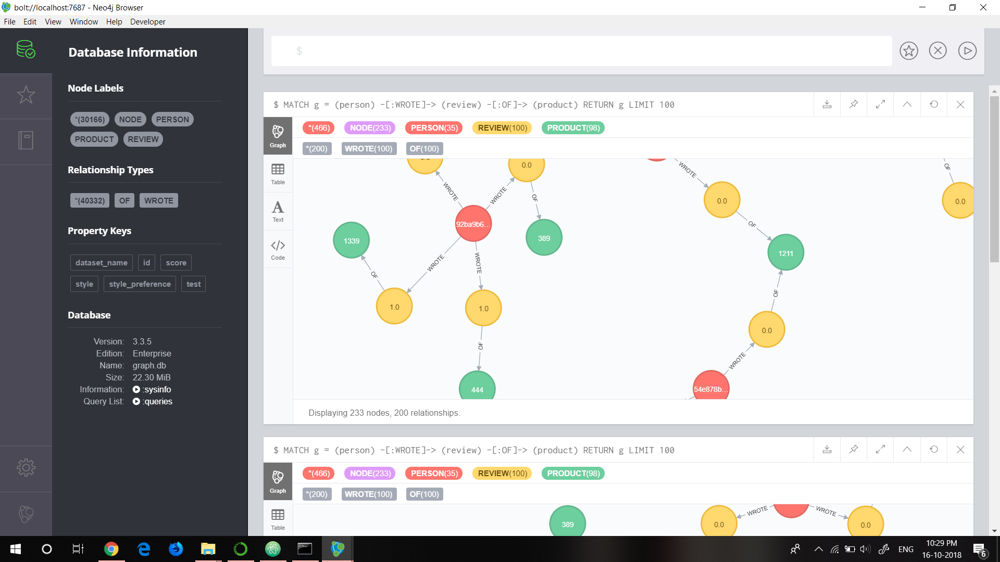 bolt://localhost:7687 - Neo4j Browser
File Edit View Window Help Developer
Database Information
Node Labels
*(30166) NODE PERSON
PRODUCT REVIEW
Relationship Types
*(40332) OF WROTE
Property Keys
dataset_name id score
style style_preference test
Database
Version: 3.3.5
Edition: Enterprise
Name: graph.db
Size: 22.30 MiB
Information: :sysinfo
Query List: :queries
$
$ MATCH g = (person) -[:WROTE]-> (review) -[:OF]-> (product) RETURN g LIMIT 100
*(466) NODE(233) PERSON(35) REVIEW(100) PRODUCT(98)
*(200) WROTE(100) OF(100)
Graph
Table
Text
Code
0.0
WROTE
OF
0.0
0.0
WROTE
WROTE
OF
92ba9b6...
OF
1339
389
1211
WROTE
WROTE
OF
OF
1.0
1.0
0.0
OF
WROTE
444
54e878b...
Displaying 233 nodes, 200 relationships.
$ MATCH g = (person) -[:WROTE]-> (review) -[:OF]-> (product) RETURN g LIMIT 100
*(466) NODE(233) PERSON(35) REVIEW(100) PRODUCT(98)
*(200) WROTE(100) OF(100)
Graph
Table
389
0.0
WROTE
WROTE
0.0
ENG
10:29 PM
16-10-2018
6